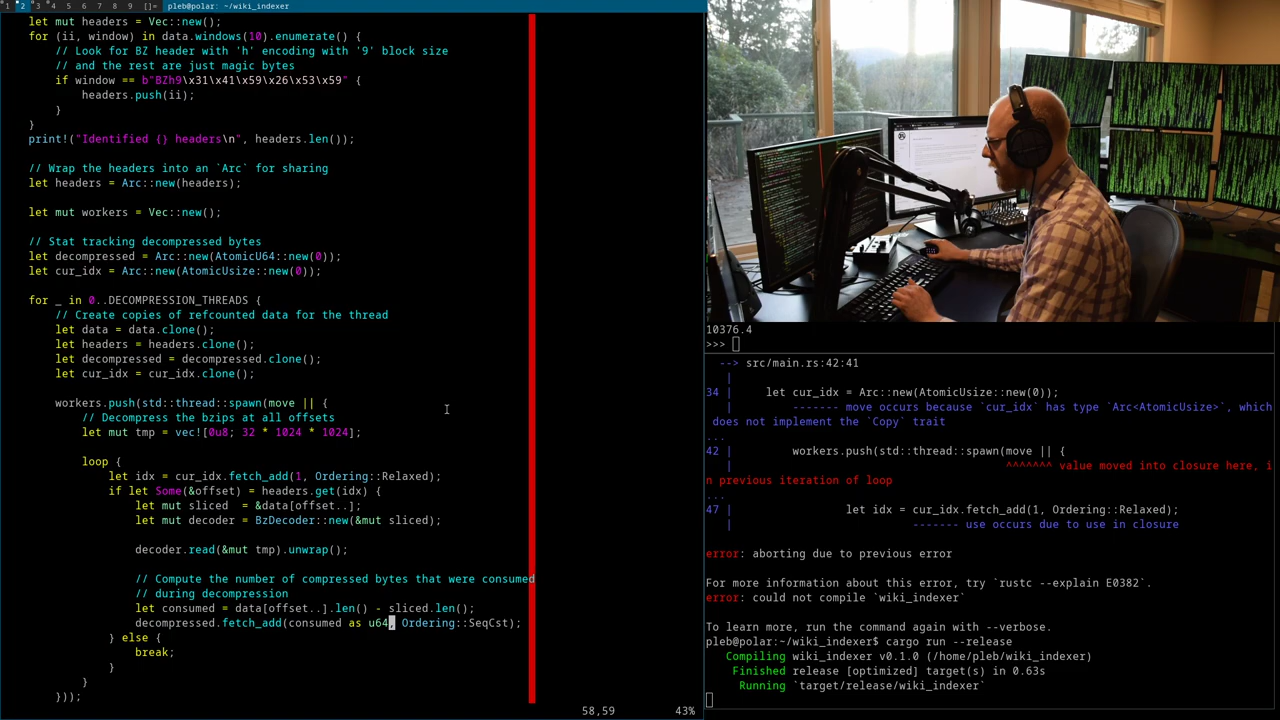 1 2 3 4 5 6 7 8 9 []= pleb@polar: ~/wiki_indexer
let mut headers = Vec::new();
for (ii, window) in data.windows(10).enumerate() {
// Look for BZ header with 'h' encoding with '9' block size
// and the rest are just magic bytes
if window == b"BZh9\x31\x41\x59\x26\x53\x59" {
headers.push(ii);
}
}
print!("Identified {} headers\n", headers.len());
// Wrap the headers into an `Arc` for sharing
let headers = Arc::new(headers);
let mut workers = Vec::new();
// Stat tracking decompressed bytes
let decompressed = Arc::new(AtomicU64::new(0));
let cur_idx = Arc::new(AtomicUsize::new(0));
for _ in 0..DECOMPRESSION_THREADS {
// Create copies of refcounted data for the thread
let data = data.clone();
let headers = headers.clone();
let decompressed = decompressed.clone();
let cur_idx = cur_idx.clone();
workers.push(std::thread::spawn(move || {
// Decompress the bzips at all offsets
let mut tmp = vec![0u8; 32 * 1024 * 1024];
loop {
let idx = cur_idx.fetch_add(1, Ordering::Relaxed);
if let Some(&offset) = headers.get(idx) {
let mut sliced  = &data[offset..];
let mut decoder = BzDecoder::new(&mut sliced);
decoder.read(&mut tmp).unwrap();
// Compute the number of compressed bytes that were consumed
// during decompression
let consumed = data[offset..].len() - sliced.len();
decompressed.fetch_add(consumed as u64, Ordering::SeqCst);
} else {
break;
}
}
}));
58,59 43%
10376.4
>>>
--> src/main.rs:42:41
|
34 | let cur_idx = Arc::new(AtomicUsize::new(0));
| ------- move occurs because `cur_idx` has type `Arc<AtomicUsize>`, which
does not implement the `Copy` trait
...
42 | workers.push(std::thread::spawn(move || {
| ^^^^^^^ value moved into closure here, i
n previous iteration of loop
...
47 | let idx = cur_idx.fetch_add(1, Ordering::Relaxed);
| ------- use occurs due to use in closure
error: aborting due to previous error
For more information about this error, try `rustc --explain E0382`.
error: could not compile `wiki_indexer`
To learn more, run the command again with --verbose.
pleb@polar:~/wiki_indexer$ cargo run --release
Compiling wiki_indexer v0.1.0 (/home/pleb/wiki_indexer)
Finished release [optimized] target(s) in 0.63s
Running `target/release/wiki_indexer`